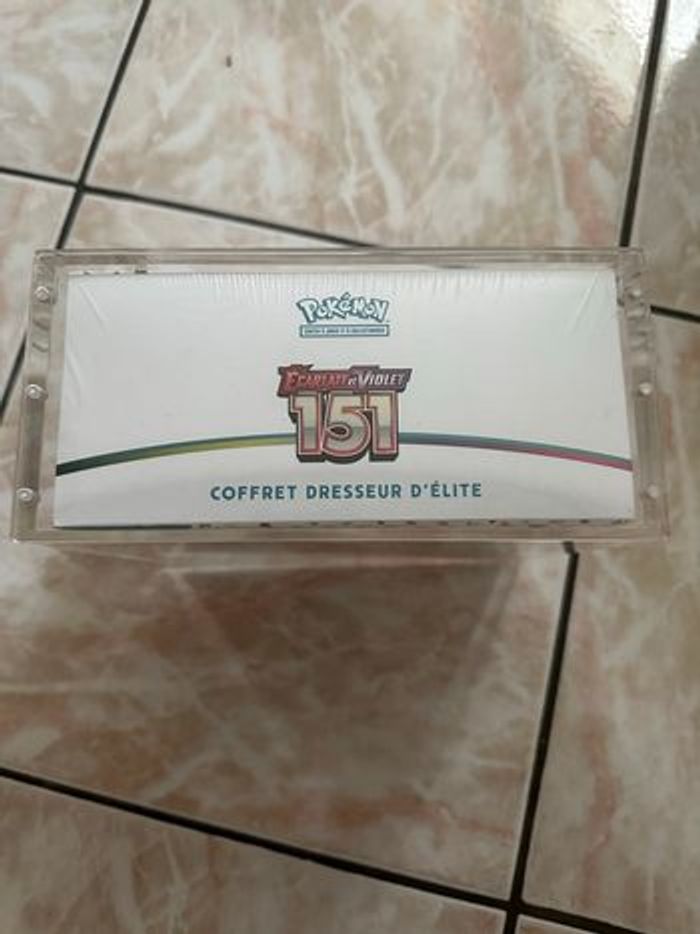 POKÉMON
ÉCARLATE ET VIOLET
151
COFFRET DRESSEUR D'ÉLITE